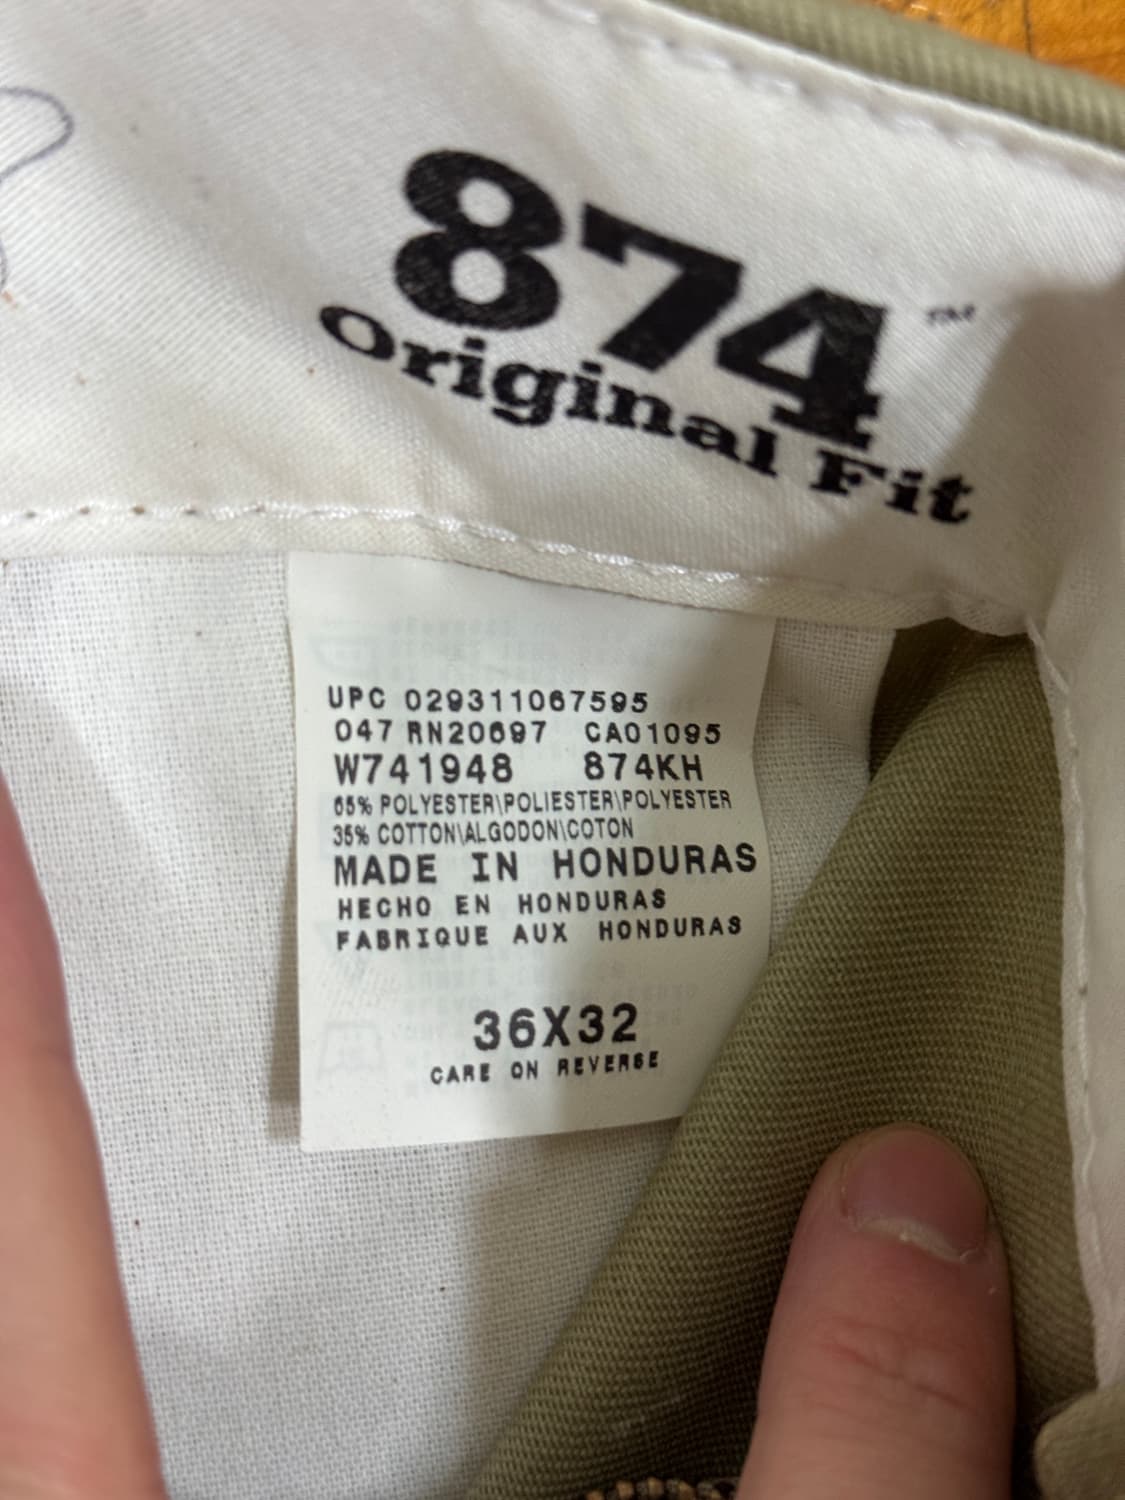 874™
Original Fit
UPC 029311067595
047 RN20697 CA01095
W741948 874KH
65% POLYESTER\POLIESTER\POLYESTER
35% COTTON\ALGODON\COTON
MADE IN HONDURAS
HECHO EN HONDURAS
FABRIQUE AUX HONDURAS
36X32
CARE ON REVERSE